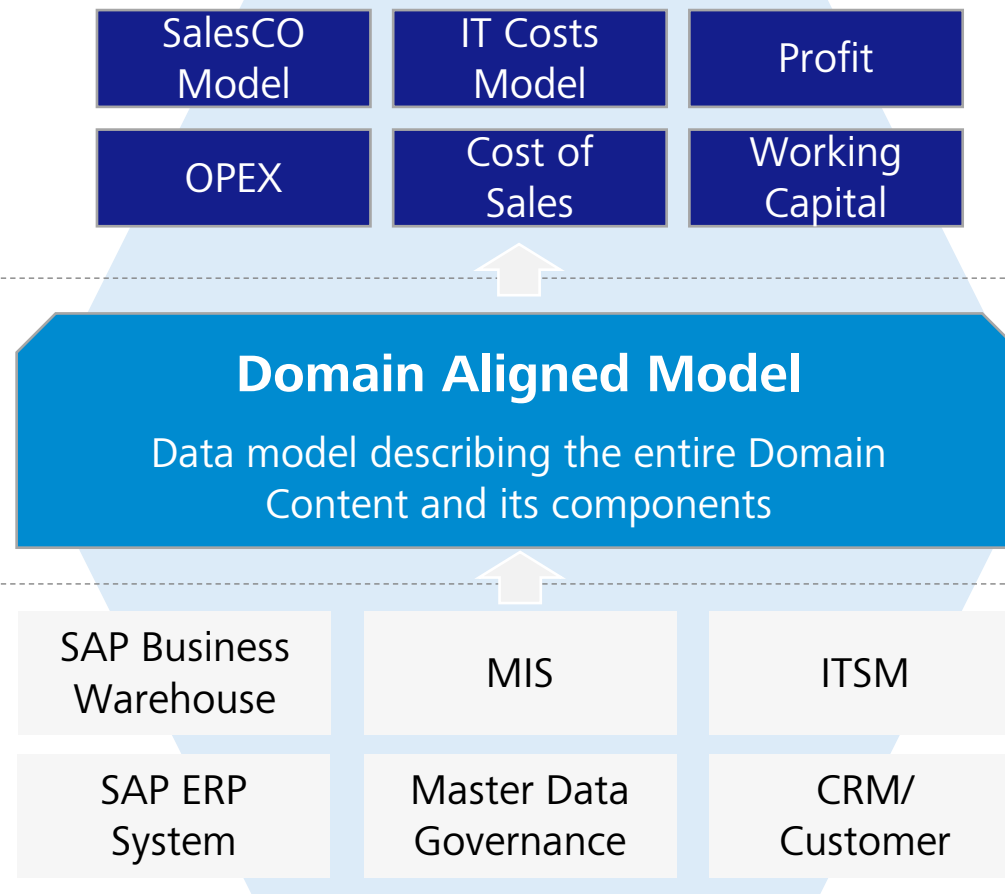 SalesCO
Model
IT Costs
Model
Profit
OPEX
Cost of
Sales
Working
Capital
Domain Aligned Model
Data model describing the entire Domain
Content and its components
SAP Business
Warehouse
MIS
ITSM
SAP ERP
System
Master Data
Governance
CRM/
Customer